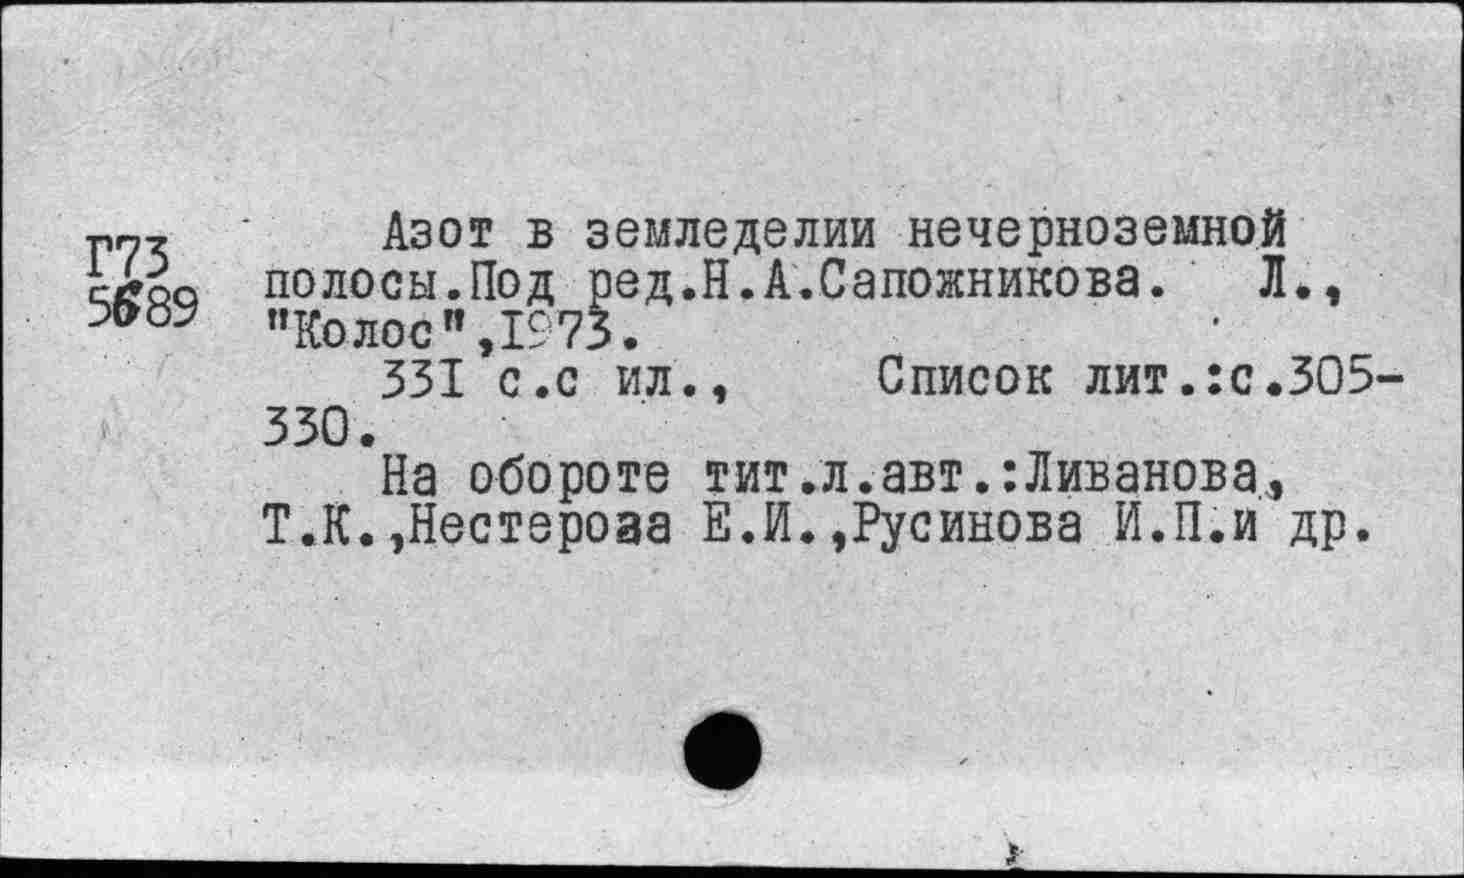 Г73
5689
Азот в земледелии нечерноземной
полосы.Под ред.Н.А.Сапожникова. Л.,
"Колос",1973.
331 с.с ил., Список лит.:с.305-
330.
На обороте тит.л.авт.:Ливанова,
Т.К.,Нестерова Е.И.,Русинова И.П.и др.